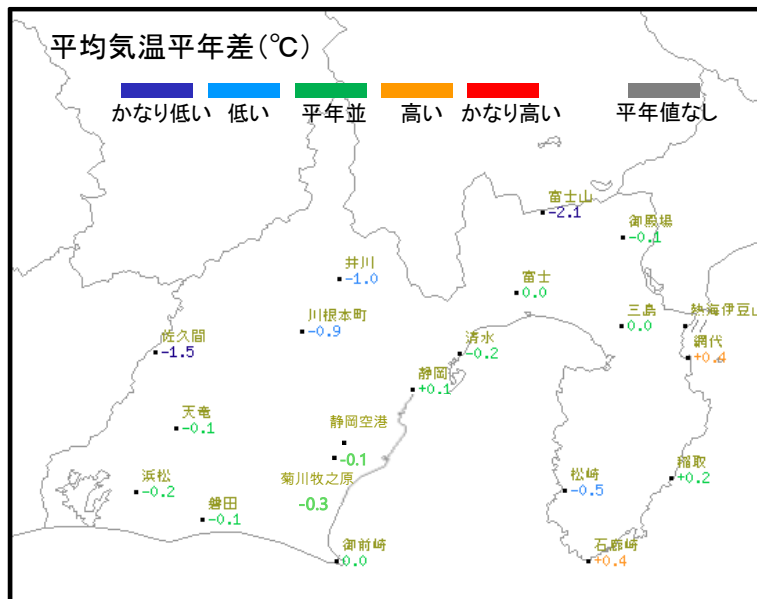 平均気温平年差(℃)
かなり低い 低い 平年並 高い かなり高い 平年値なし
富士山
-2.1
御殿場
-0.1
井川
-1.0
富士
0.0
川根本町
-0.9
三島
0.0
熱海伊豆山
佐久間
-1.5
清水
-0.2
網代
+0.4
静岡
+0.1
天竜
-0.1
静岡空港
-0.1
菊川牧之原
-0.3
浜松
-0.2
磐田
-0.1
松崎
-0.5
稲取
+0.2
御前崎
0.0
石廊崎
+0.4